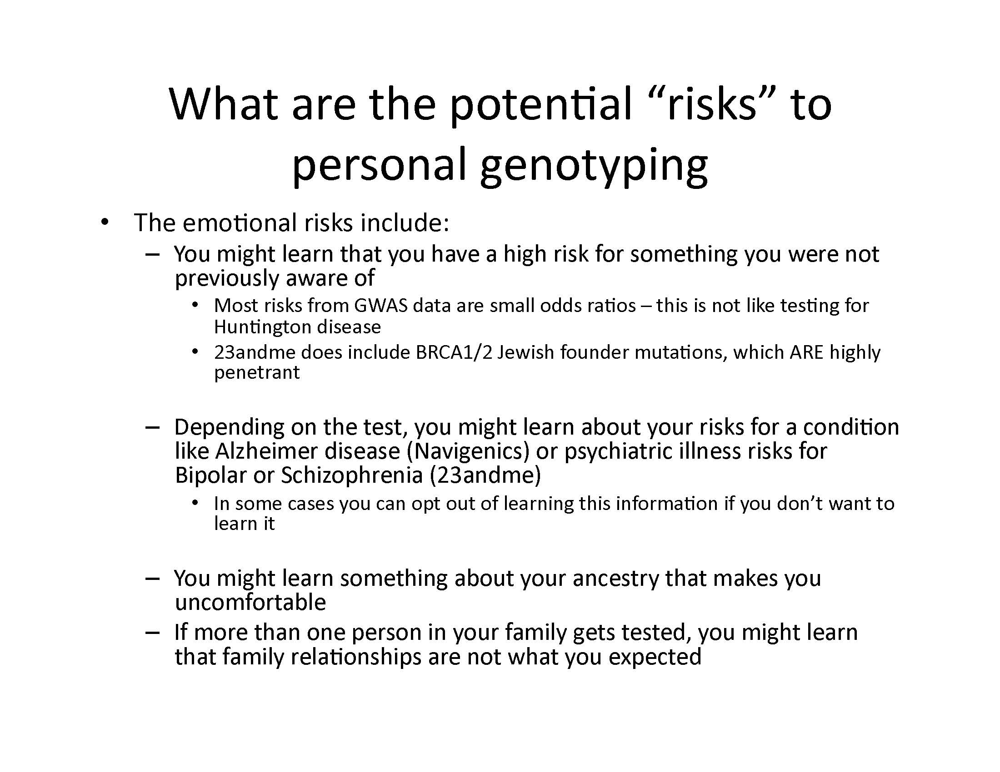 What are the potential “risks” to
personal genotyping
• The emotional risks include:
– You might learn that you have a high risk for something you were not
previously aware of
• Most risks from GWAS data are small odds ratios – this is not like testing for
Huntington disease
• 23andme does include BRCA1/2 Jewish founder mutations, which ARE highly
penetrant
– Depending on the test, you might learn about your risks for a condition
like Alzheimer disease (Navigenics) or psychiatric illness risks for
Bipolar or Schizophrenia (23andme)
• In some cases you can opt out of learning this information if you don’t want to
learn it
– You might learn something about your ancestry that makes you
uncomfortable
– If more than one person in your family gets tested, you might learn
that family relationships are not what you expected